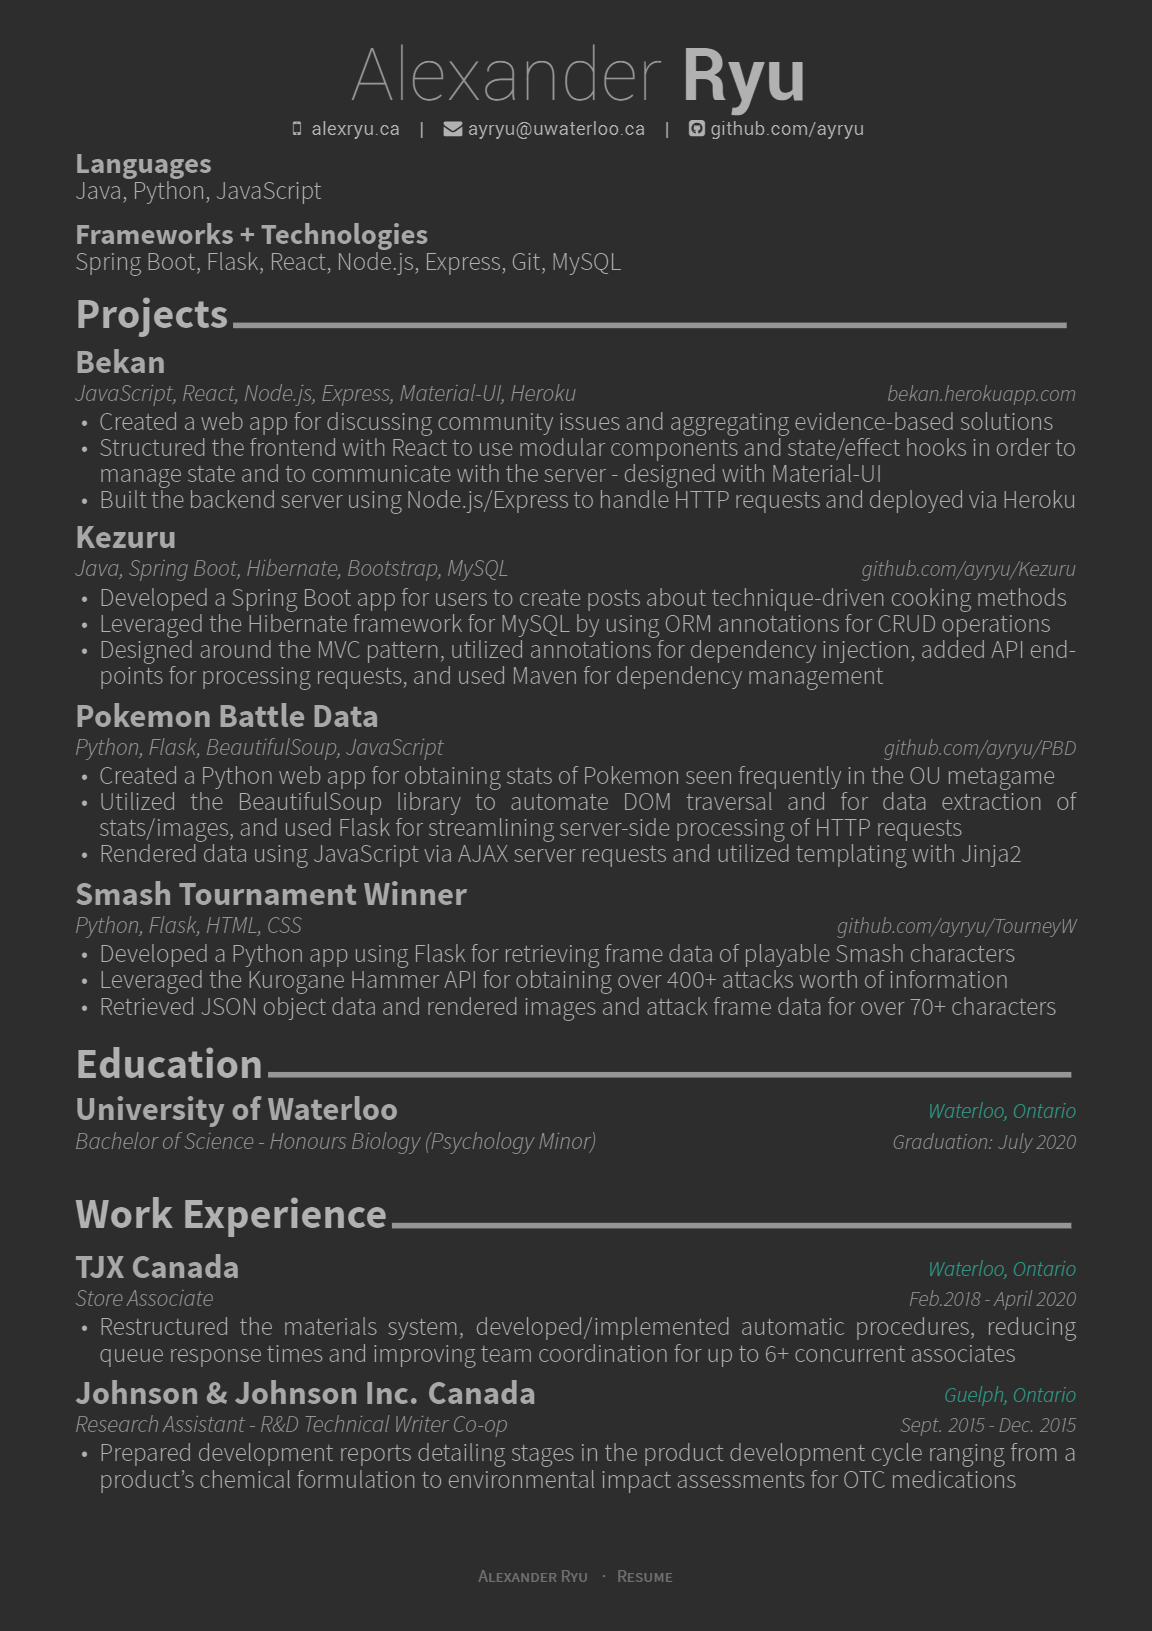 Alexander Ryu
alexryu.ca | ayryu@uwaterloo.ca | github.com/ayryu
Languages
Java, Python, JavaScript
Frameworks + Technologies
Spring Boot, Flask, React, Node.js, Express, Git, MySQL
Projects
Bekan
JavaScript, React, Node.js, Express, Material-UI, Heroku bekan.herokuapp.com
• Created a web app for discussing community issues and aggregating evidence-based solutions
• Structured the frontend with React to use modular components and state/effect hooks in order to
manage state and to communicate with the server - designed with Material-UI
• Built the backend server using Node.js/Express to handle HTTP requests and deployed via Heroku
Kezuru
Java, Spring Boot, Hibernate, Bootstrap, MySQL github.com/ayryu/Kezuru
• Developed a Spring Boot app for users to create posts about technique-driven cooking methods
• Leveraged the Hibernate framework for MySQL by using ORM annotations for CRUD operations
• Designed around the MVC pattern, utilized annotations for dependency injection, added API end-
points for processing requests, and used Maven for dependency management
Pokemon Battle Data
Python, Flask, BeautifulSoup, JavaScript github.com/ayryu/PBD
• Created a Python web app for obtaining stats of Pokemon seen frequently in the OU metagame
• Utilized the BeautifulSoup library to automate DOM traversal and for data extraction of
stats/images, and used Flask for streamlining server-side processing of HTTP requests
• Rendered data using JavaScript via AJAX server requests and utilized templating with Jinja2
Smash Tournament Winner
Python, Flask, HTML, CSS github.com/ayryu/TourneyW
• Developed a Python app using Flask for retrieving frame data of playable Smash characters
• Leveraged the Kurogane Hammer API for obtaining over 400+ attacks worth of information
• Retrieved JSON object data and rendered images and attack frame data for over 70+ characters
Education
University of Waterloo Waterloo, Ontario
Bachelor of Science - Honours Biology (Psychology Minor) Graduation: July 2020
Work Experience
TJX Canada Waterloo, Ontario
Store Associate Feb.2018 - April 2020
• Restructured the materials system, developed/implemented automatic procedures, reducing
queue response times and improving team coordination for up to 6+ concurrent associates
Johnson & Johnson Inc. Canada Guelph, Ontario
Research Assistant - R&D Technical Writer Co-op Sept. 2015 - Dec. 2015
• Prepared development reports detailing stages in the product development cycle ranging from a
product's chemical formulation to environmental impact assessments for OTC medications
Alexander Ryu · Resume